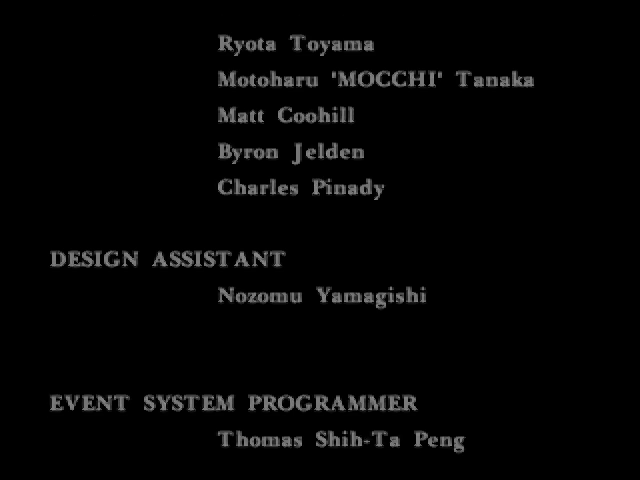 Ryota Toyama
Motoharu 'MOCCHI' Tanaka
Matt Coohill
Byron Jelden
Charles Pinady
DESIGN ASSISTANT
Nozomu Yamagishi
EVENT SYSTEM PROGRAMMER
Thomas Shih-Ta Peng